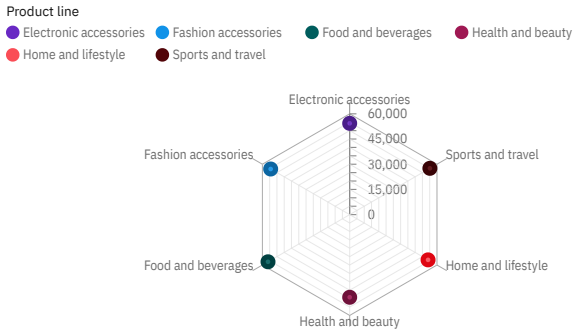 Product line
Electronic accessories Fashion accessories Food and beverages Health and beauty
Home and lifestyle Sports and travel
Electronic accessories
60,000
45,000
Fashion accessories Sports and travel
30,000
15,000
0
Food and beverages Home and lifestyle
Health and beauty